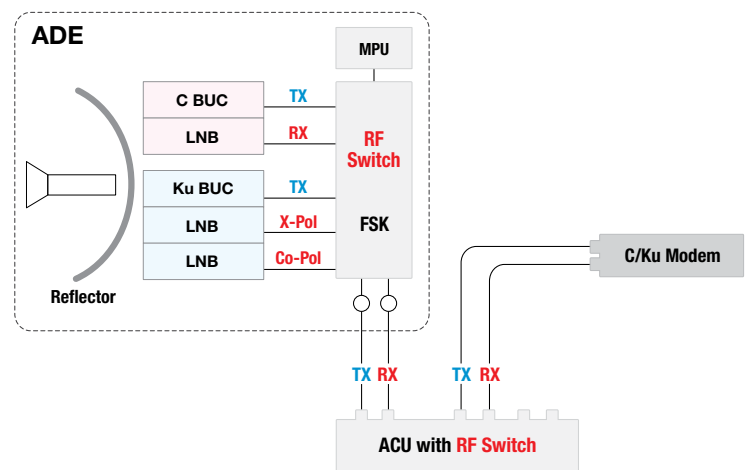 ADE
MPU
C BUC
TX
LNB
RX
RF
Switch
Ku BUC
TX
LNB
X-Pol
FSK
LNB
Co-Pol
Reflector
C/Ku Modem
TX RX
TX RX
ACU with RF Switch